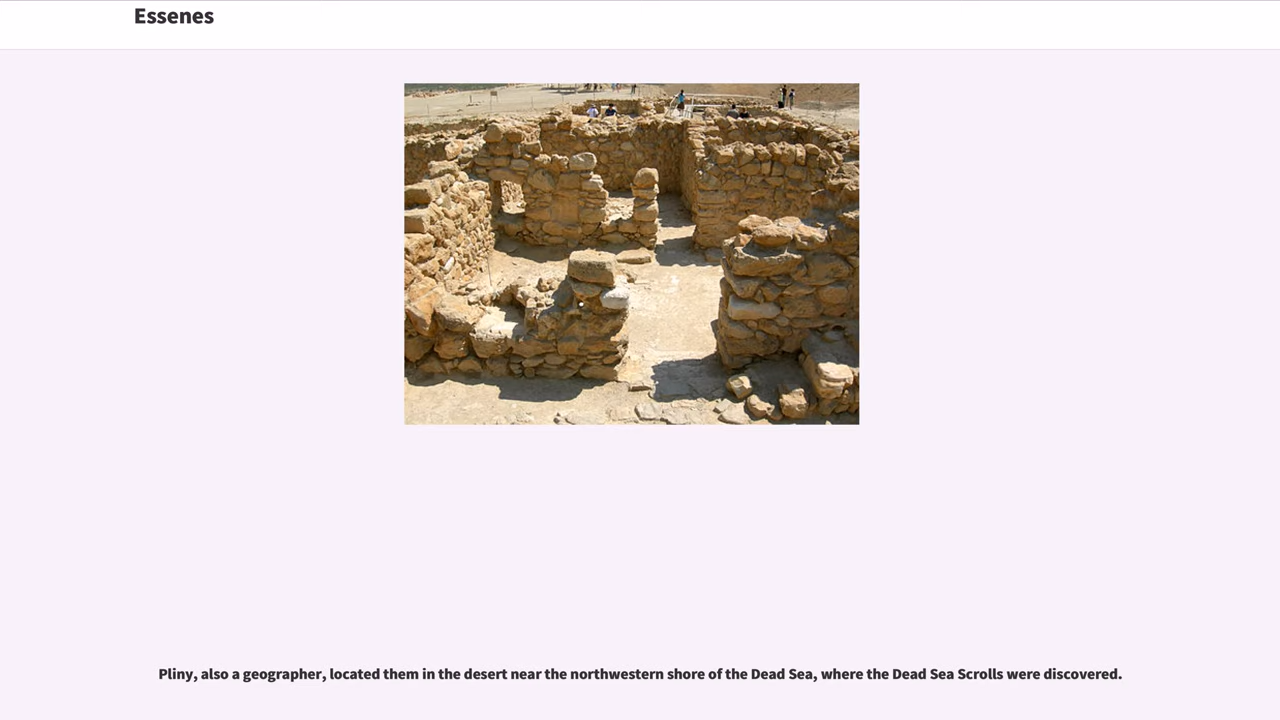 Essenes
Pliny, also a geographer, located them in the desert near the northwestern shore of the Dead Sea, where the Dead Sea Scrolls were discovered.